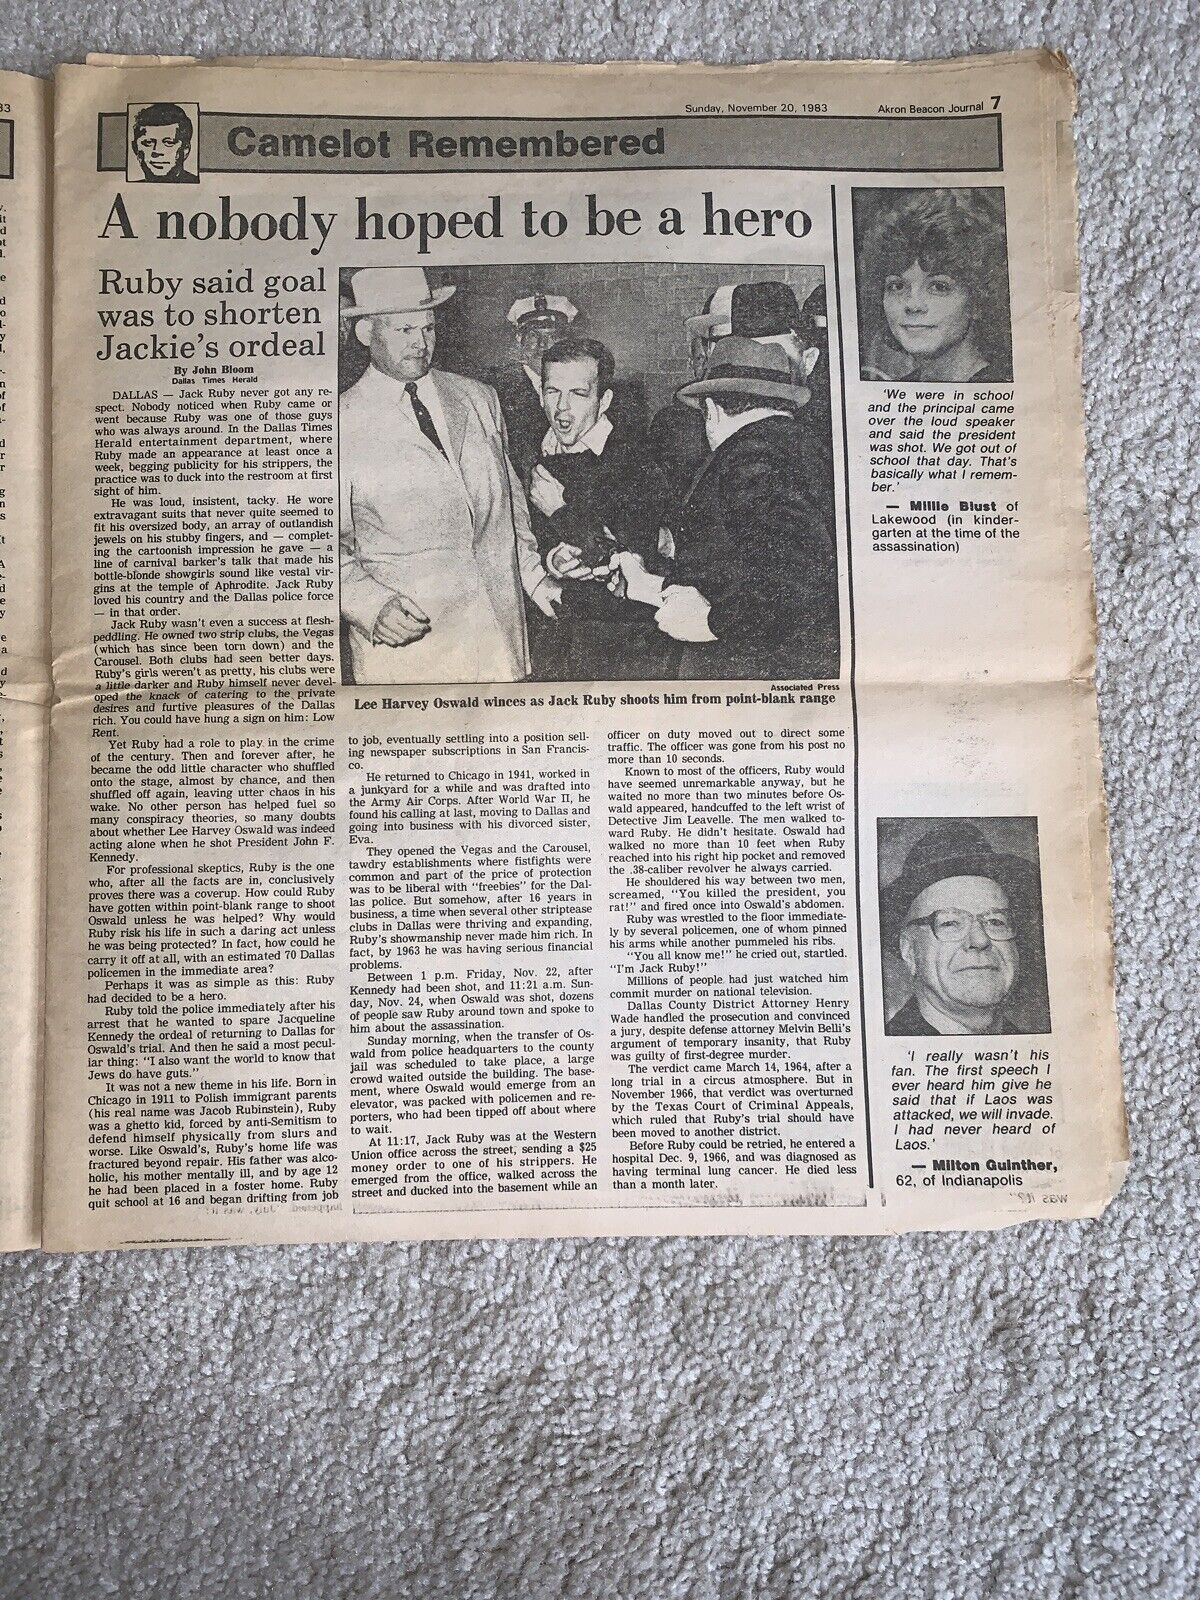 Sunday, November 20, 1983
Akron Beacon Journal 7
Camelot Remembered
A nobody hoped to be a hero
Ruby said goal
was to shorten
Jackie's ordeal
By John Bloom
Dallas Times Herald
DALLAS — Jack Ruby never got any re-
spect. Nobody noticed when Ruby came or
went because Ruby was one of those guys
who was always around. In the Dallas Times
Herald entertainment department, where
Ruby made an appearance at least once a
week, begging publicity for his strippers, the
practice was to duck into the restroom at first
sight of him.
He was loud, insistent, tacky. He wore
extravagant suits that never quite seemed to
fit his oversized body, an array of outlandish
jewels on his stubby fingers, and — complet-
ing the cartoonish impression he gave — a
line of carnival barker's talk that made his
bottle-blonde showgirls sound like vestal vir-
gins at the temple of Aphrodite. Jack Ruby
loved his country and the Dallas police force
— in that order.
Jack Ruby wasn't even a success at flesh-
peddling. He owned two strip clubs, the Vegas
(which has since been torn down) and the
Carousel. Both clubs had seen better days.
Ruby's girls weren't as pretty, his clubs were
a little darker and Ruby himself never devel-
oped the knack of catering to the private
desires and furtive pleasures of the Dallas
rich. You could have hung a sign on him: Low
Rent.
Yet Ruby had a role to play in the crime
of the century. Then and forever after, he
became the odd little character who shuffled
onto the stage, almost by chance, and then
shuffled off again, leaving utter chaos in his
wake. No other person has helped fuel so
many conspiracy theories, so many doubts
about whether Lee Harvey Oswald was indeed
acting alone when he shot President John F.
Kennedy.
For professional skeptics, Ruby is the one
who, after all the facts are in, conclusively
proves there was a coverup. How could Ruby
have gotten within point-blank range to shoot
Oswald unless he was helped? Why would
Ruby risk his life in such a daring act unless
he was being protected? In fact, how could he
carry it off at all, with an estimated 70 Dallas
policemen in the immediate area?
Perhaps it was as simple as this: Ruby
had decided to be a hero.
Ruby told the police immediately after his
arrest that he wanted to spare Jacqueline
Kennedy the ordeal of returning to Dallas for
Oswald's trial. And then he said a most pecul-
iar thing: "I also want the world to know that
Jews do have guts."
It was not a new theme in his life. Born in
Chicago in 1911 to Polish immigrant parents
(his real name was Jacob Rubinstein), Ruby
was a ghetto kid, forced by anti-Semitism to
defend himself physically from slurs and
worse. Like Oswald's, Ruby's home life was
fractured beyond repair. His father was alco-
holic, his mother mentally ill, and by age 12
he had been placed in a foster home. Ruby
quit school at 16 and began drifting from job
Associated Press
Lee Harvey Oswald winces as Jack Ruby shoots him from point-blank range
to job, eventually settling into a position sell-
ing newspaper subscriptions in San Francis-
co.
He returned to Chicago in 1941, worked in
a junkyard for a while and was drafted into
the Army Air Corps. After World War II, he
found his calling at last, moving to Dallas and
going into business with his divorced sister,
Eva.
They opened the Vegas and the Carousel,
tawdry establishments where fistfights were
common and part of the price of protection
was to be liberal with "freebies" for the Dal-
las police. But somehow, after 16 years in
business, a time when several other striptease
clubs in Dallas were thriving and expanding,
Ruby's showmanship never made him rich. In
fact, by 1963 he was having serious financial
problems.
Between 1 p.m. Friday, Nov. 22, after
Kennedy had been shot, and 11:21 a.m. Sun-
day, Nov. 24, when Oswald was shot, dozens
of people saw Ruby around town and spoke to
him about the assassination.
Sunday morning, when the transfer of Os-
wald from police headquarters to the county
jail was scheduled to take place, a large
crowd waited outside the building. The base-
ment, where Oswald would emerge from an
elevator, was packed with policemen and re-
porters, who had been tipped off about where
to wait.
At 11:17, Jack Ruby was at the Western
Union office across the street, sending a $25
money order to one of his strippers. He
emerged from the office, walked across the
street and ducked into the basement while an
officer on duty moved out to direct some
traffic. The officer was gone from his post no
more than 10 seconds.
Known to most of the officers, Ruby would
have seemed unremarkable anyway, but he
waited no more than two minutes before Os-
wald appeared, handcuffed to the left wrist of
Detective Jim Leavelle. The men walked to-
ward Ruby. He didn't hesitate. Oswald had
walked no more than 10 feet when Ruby
reached into his right hip pocket and removed
the .38-caliber revolver he always carried.
He shouldered his way between two men,
screamed, "You killed the president, you
rat!" and fired once into Oswald's abdomen.
Ruby was wrestled to the floor immediate-
ly by several policemen, one of whom pinned
his arms while another pummeled his ribs.
"You all know me!" he cried out, startled.
"I'm Jack Ruby!"
Millions of people had just watched him
commit murder on national television.
Dallas County District Attorney Henry
Wade handled the prosecution and convinced
a jury, despite defense attorney Melvin Belli's
argument of temporary insanity, that Ruby
was guilty of first-degree murder.
The verdict came March 14, 1964, after a
long trial in a circus atmosphere. But in
November 1966, that verdict was overturned
by the Texas Court of Criminal Appeals,
which ruled that Ruby's trial should have
been moved to another district.
Before Ruby could be retried, he entered a
hospital Dec. 9, 1966, and was diagnosed as
having terminal lung cancer. He died less
than a month later.
'We were in school
and the principal came
over the loud speaker
and said the president
was shot. We got out of
school that day. That's
basically what I remem-
ber.'
— Millie Blust of
Lakewood (in kinder-
garten at the time of the
assassination)
'I really wasn't his
fan. The first speech I
ever heard him give he
said that if Laos was
attacked, we will invade.
I had never heard of
Laos.'
— Milton Guinther,
62, of Indianapolis